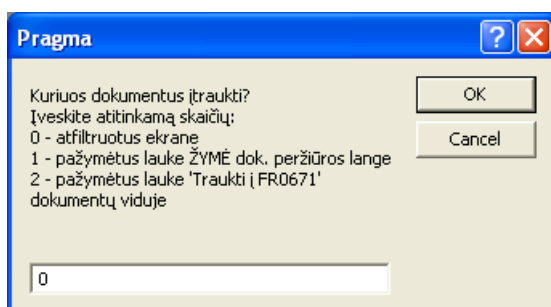 Pragma
Kuriuos dokumentus įtraukti?
Įveskite atitinkamą skaičių:
0 - atfiltruotus ekrane
1 - pažymėtus lauke ŽYMĖ dok. peržiūros lange
2 - pažymėtus lauke 'Traukti į FR0671'
dokumentų viduje
OK
Cancel
0